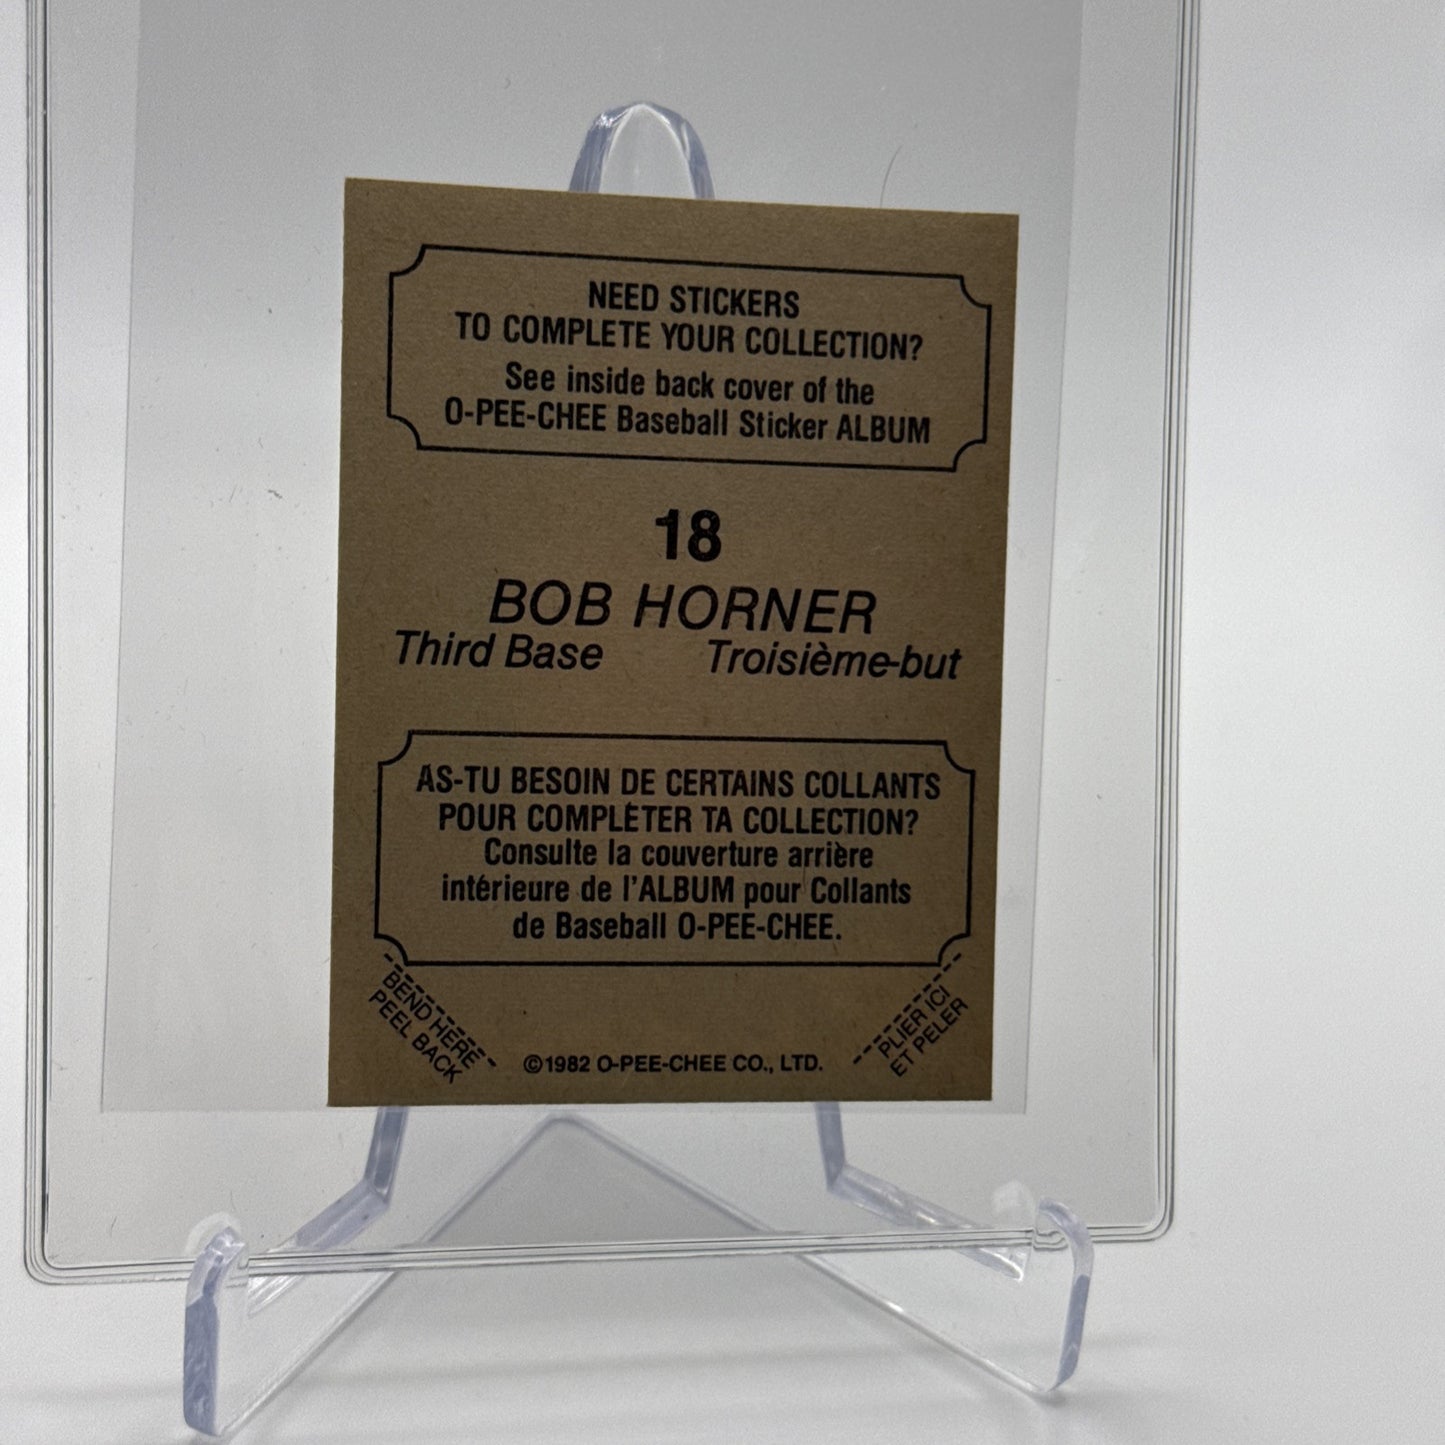 NEED STICKERS
TO COMPLETE YOUR COLLECTION?
See inside back cover of the
O-PEE-CHEE Baseball Sticker ALBUM
18
BOB HORNER
Third Base Troisième-but
AS-TU BESOIN DE CERTAINS COLLANTS
POUR COMPLÉTER TA COLLECTION?
Consulte la couverture arrière
intérieure de l'ALBUM pour Collants
de Baseball O-PEE-CHEE.
BEND HERE
PEEL BACK
©1982 O-PEE-CHEE CO., LTD.
PLIER ICI
ET PELER